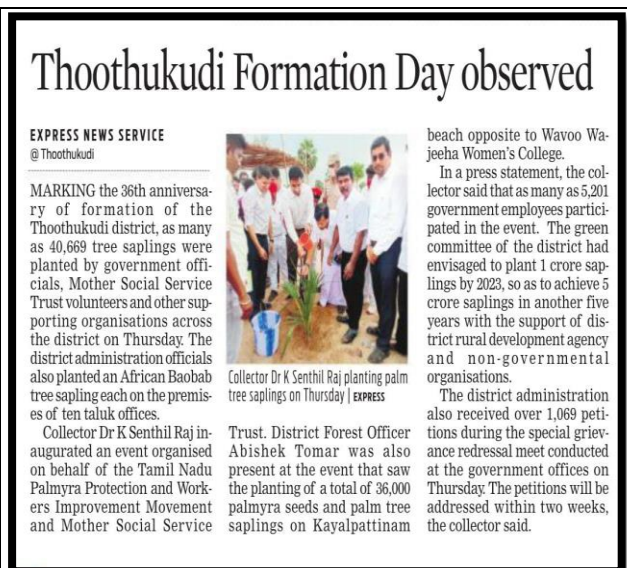 Thoothukudi Formation Day observed
EXPRESS NEWS SERVICE
@ Thoothukudi
MARKING the 36th anniversa-
ry of formation of the
Thoothukudi district, as many
as 40,669 tree saplings were
planted by government offi-
cials, Mother Social Service
Trust volunteers and other sup-
porting organisations across
the district on Thursday. The
district administration officials
also planted an African Baobab
tree sapling each on the premis-
es of ten taluk offices.
Collector Dr K Senthil Raj in-
augurated an event organised
on behalf of the Tamil Nadu
Palmyra Protection and Work-
ers Improvement Movement
and Mother Social Service
Collector Dr K Senthil Raj planting palm
tree saplings on Thursday | EXPRESS
Trust. District Forest Officer
Abishek Tomar was also
present at the event that saw
the planting of a total of 36,000
palmyra seeds and palm tree
saplings on Kayalpattinam
beach opposite to Wavoo Wa-
jeeha Women's College.
In a press statement, the col-
lector said that as many as 5,201
government employees partici-
pated in the event. The green
committee of the district had
envisaged to plant 1 crore sap-
lings by 2023, so as to achieve 5
crore saplings in another five
years with the support of dis-
trict rural development agency
and non-governmental
organisations.
The district administration
also received over 1,069 peti-
tions during the special griev-
ance redressal meet conducted
at the government offices on
Thursday. The petitions will be
addressed within two weeks,
the collector said.